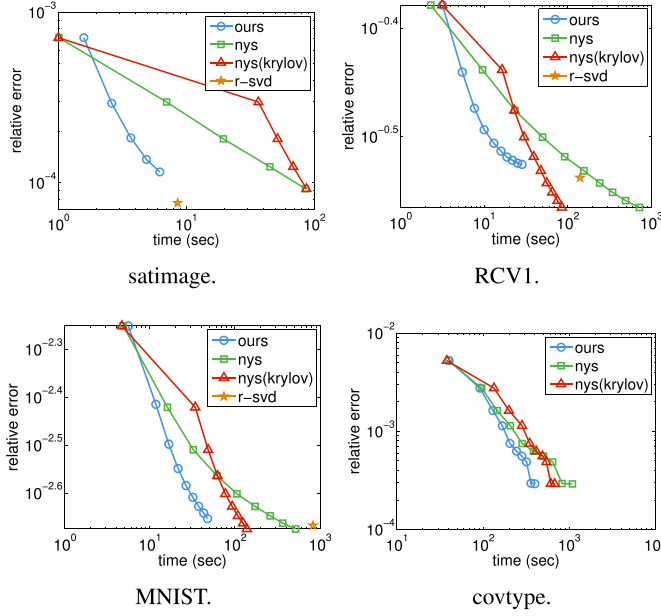 10^-3
relative error
10^-4
10^0
10^1
10^2
time (sec)
ours
nys
nys(krylov)
r-svd
satimage.
10^-0.4
relative error
10^-0.5
10^0
10^1
10^2
10^3
time (sec)
ours
nys
nys(krylov)
r-svd
RCV1.
10^-2.3
10^-2.4
10^-2.5
10^-2.6
relative error
10^0
10^1
10^2
10^3
time (sec)
ours
nys
nys(krylov)
r-svd
MNIST.
10^-2
10^-3
10^-4
relative error
10^1
10^2
10^3
10^4
time (sec)
ours
nys
nys(krylov)
covtype.